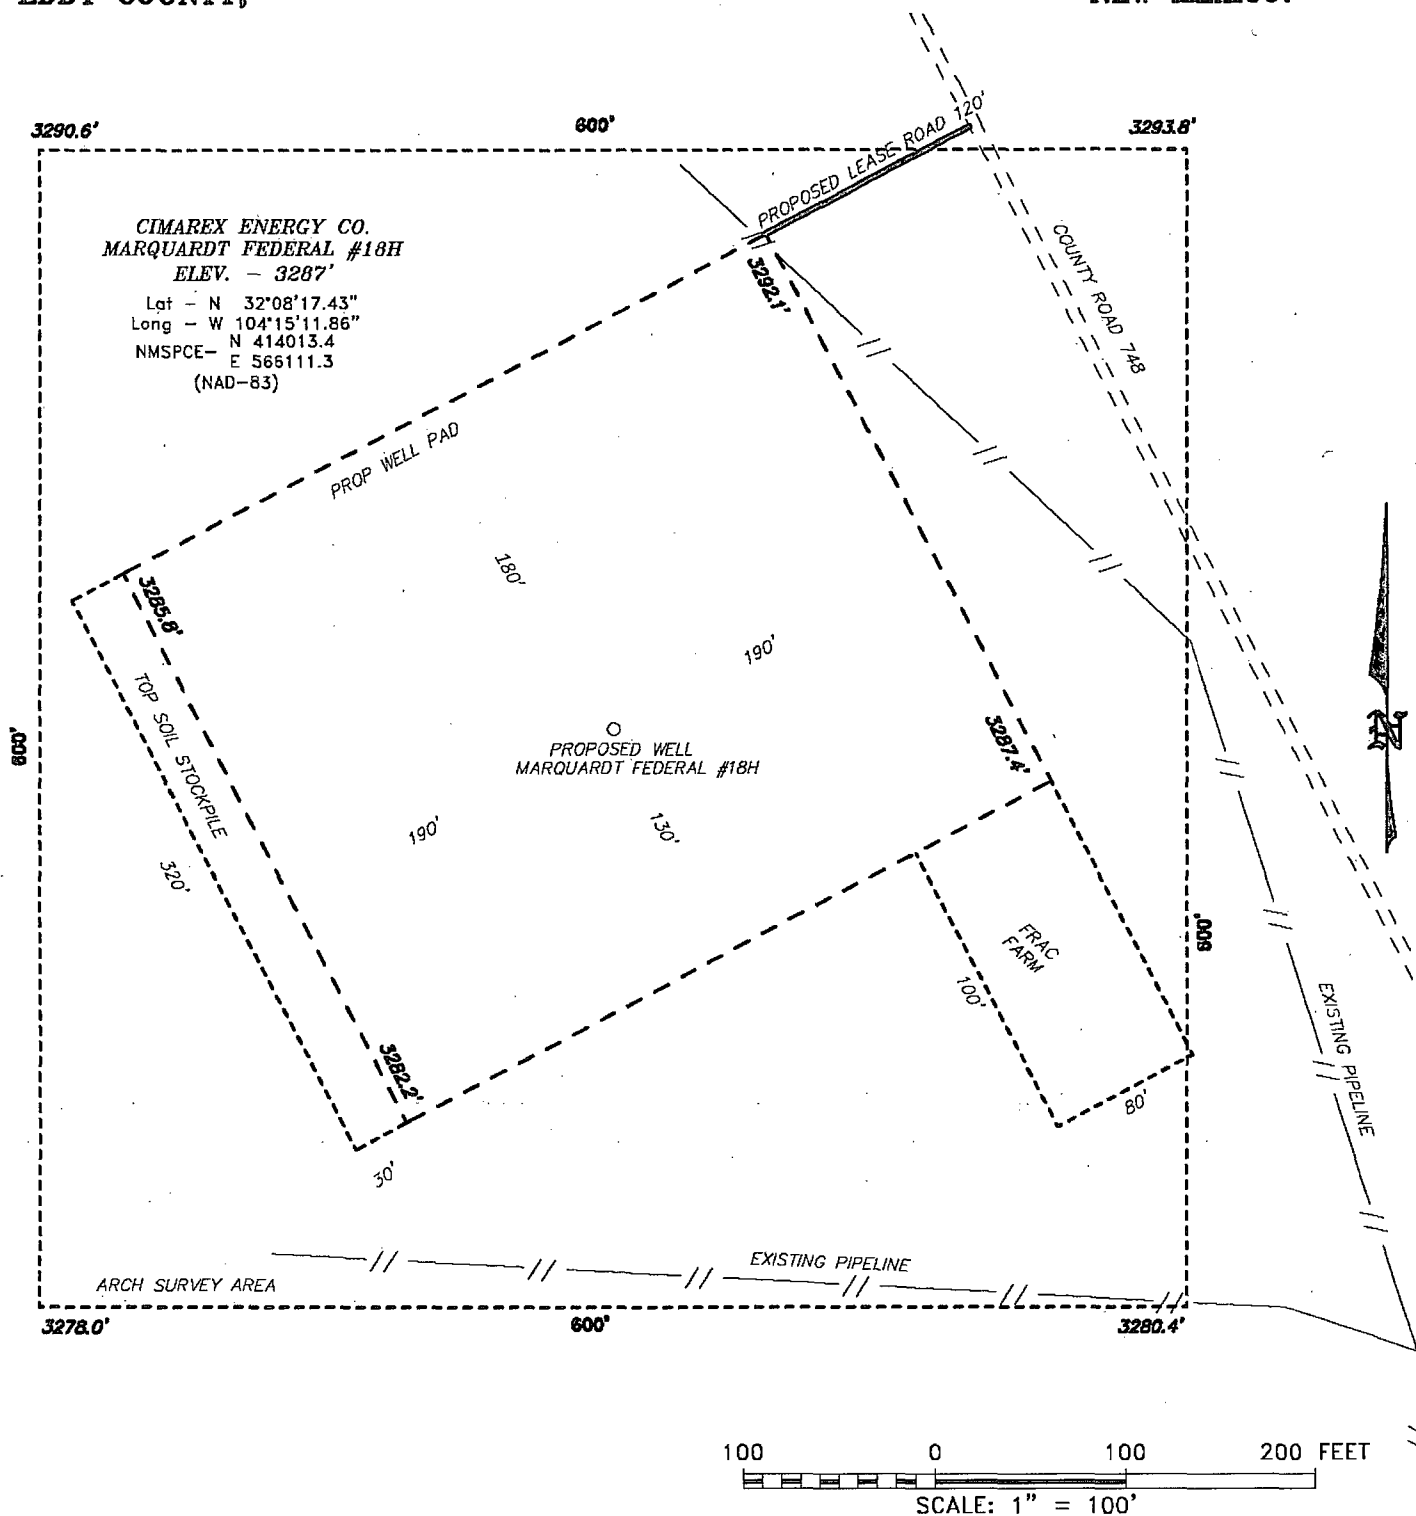 EDDY COUNTY,
NEW MEXICO.
3290.6'
600'
3293.8'
PROPOSED LEASE ROAD 120'
CIMAREX ENERGY CO.
MARQUARDT FEDERAL #18H
ELEV. - 3287'
Lat - N 32°08'17.43"
Long - W 104°15'11.86"
NMSPCE- N 414013.4
E 566111.3
(NAD-83)
3292.1'
COUNTY ROAD 748
PROP WELL PAD
180'
3285.8'
190'
TOP SOIL STOCKPILE
600'
3287.4'
PROPOSED WELL
MARQUARDT FEDERAL #18H
N
190'
130'
320'
600'
FRAC
FARM
100'
EXISTING PIPELINE
3282.2'
80'
30'
EXISTING PIPELINE
ARCH SURVEY AREA
3278.0'
600'
3280.4'
100 0 100 200 FEET
SCALE: 1" = 100'